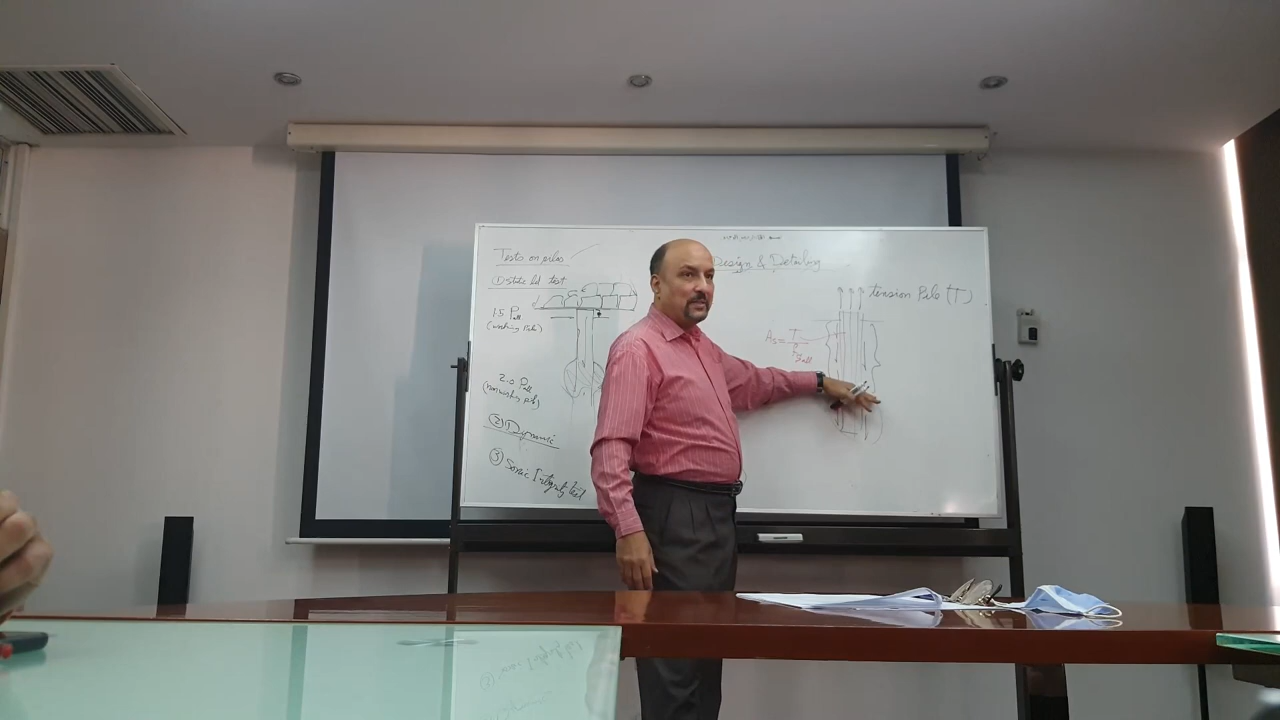 Tests on piles
① Static ld test
1.5 Pall
(working pile)
2.0 Pall
(non working pile)
② Dynamic
③ Sonic Integrity test
Design & Detailing
tension Pile (T)
As = T